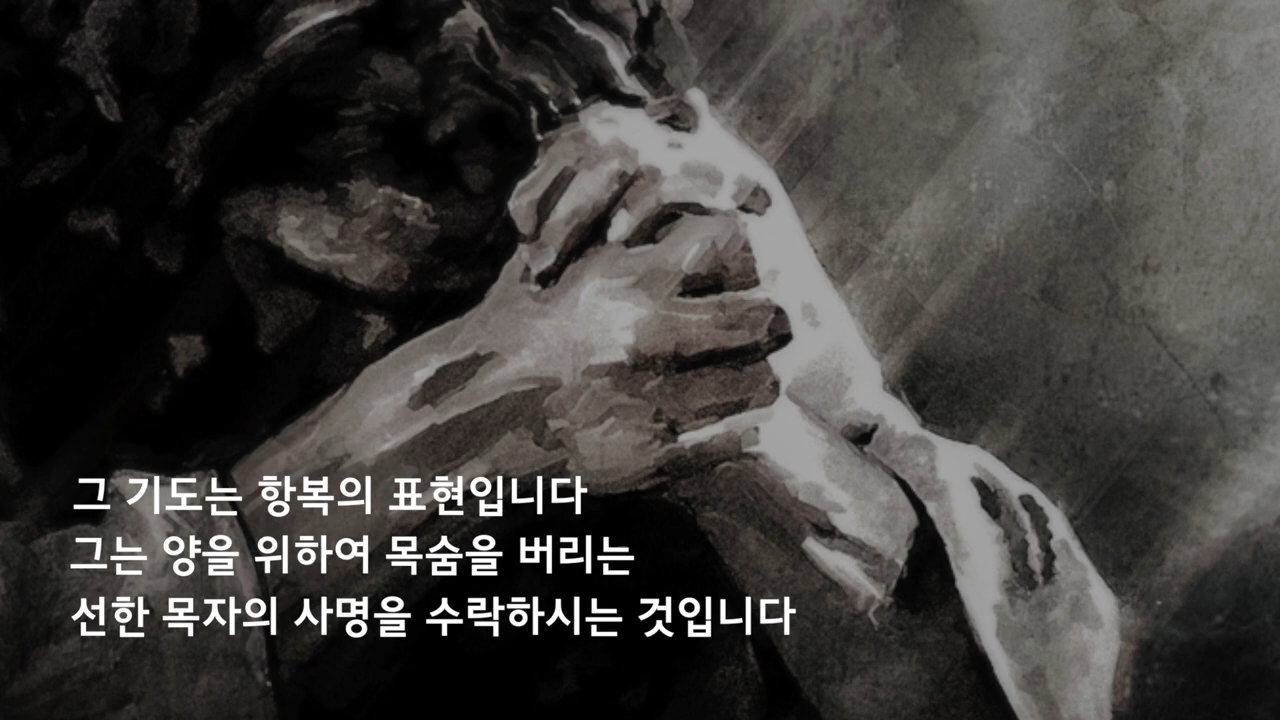 그 기도는 항복의 표현입니다
그는 양을 위하여 목숨을 버리는
선한 목자의 사명을 수락하시는 것입니다